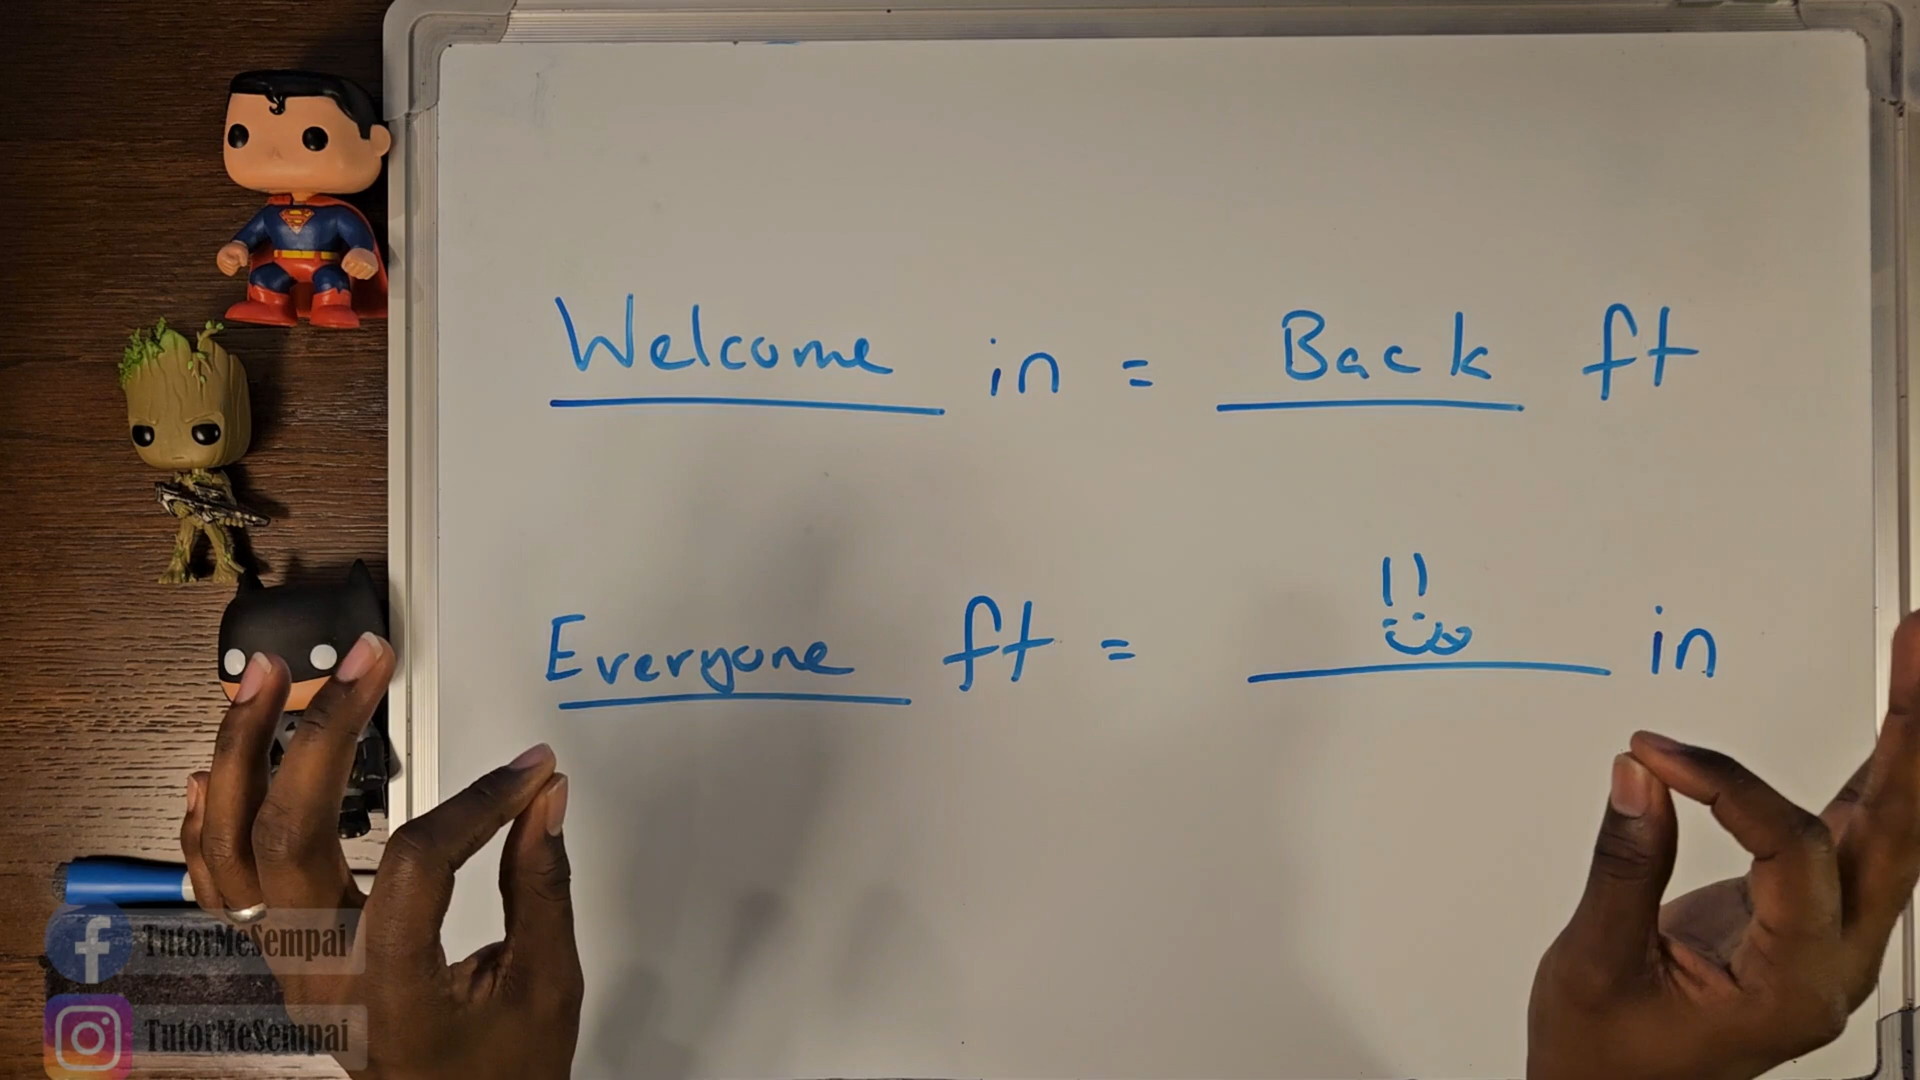 Welcome in = Back ft
Everyone ft = !! in
TutorMeSempai
TutorMeSempai